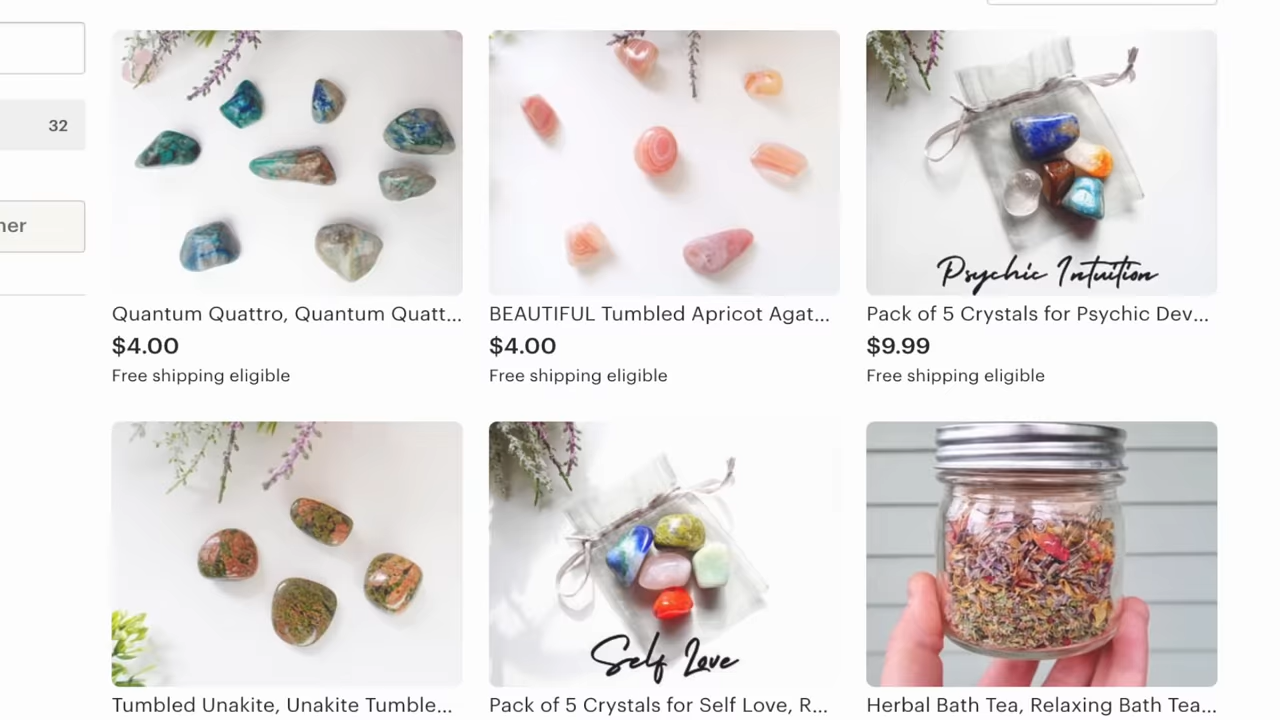 32
ner
Psychic Intuition
Quantum Quattro, Quantum Quatt...
BEAUTIFUL Tumbled Apricot Agat...
Pack of 5 Crystals for Psychic Dev...
$4.00
$4.00
$9.99
Free shipping eligible
Free shipping eligible
Free shipping eligible
Self Love
Tumbled Unakite, Unakite Tumble...
Pack of 5 Crystals for Self Love, R...
Herbal Bath Tea, Relaxing Bath Tea...